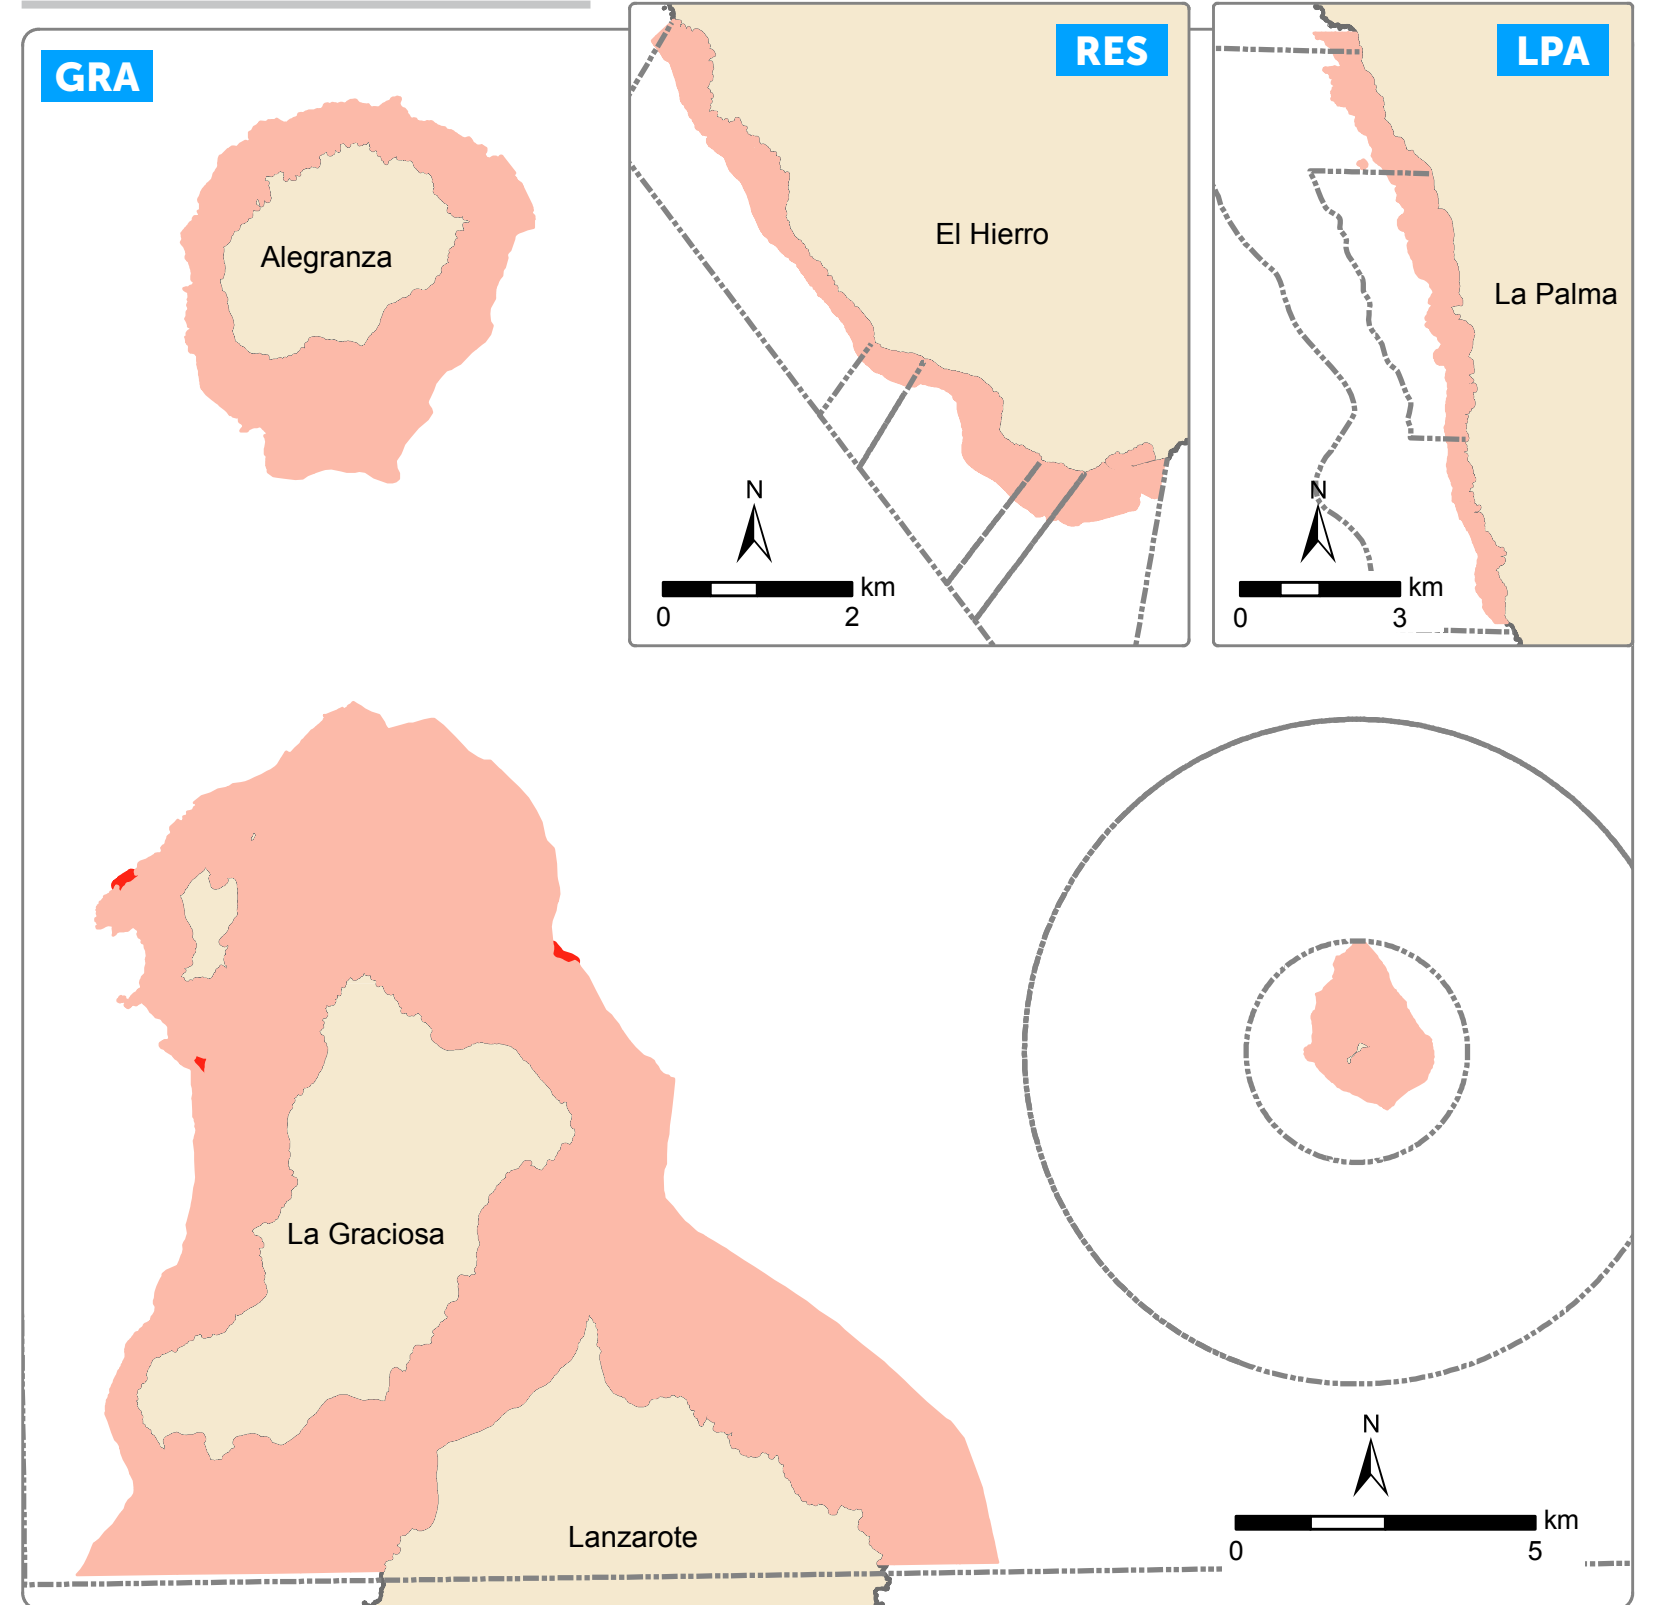 GRA
RES
LPA
Alegranza
El Hierro
La Palma
N
km
0 2
N
km
0 3
La Graciosa
Lanzarote
N
km
0 5